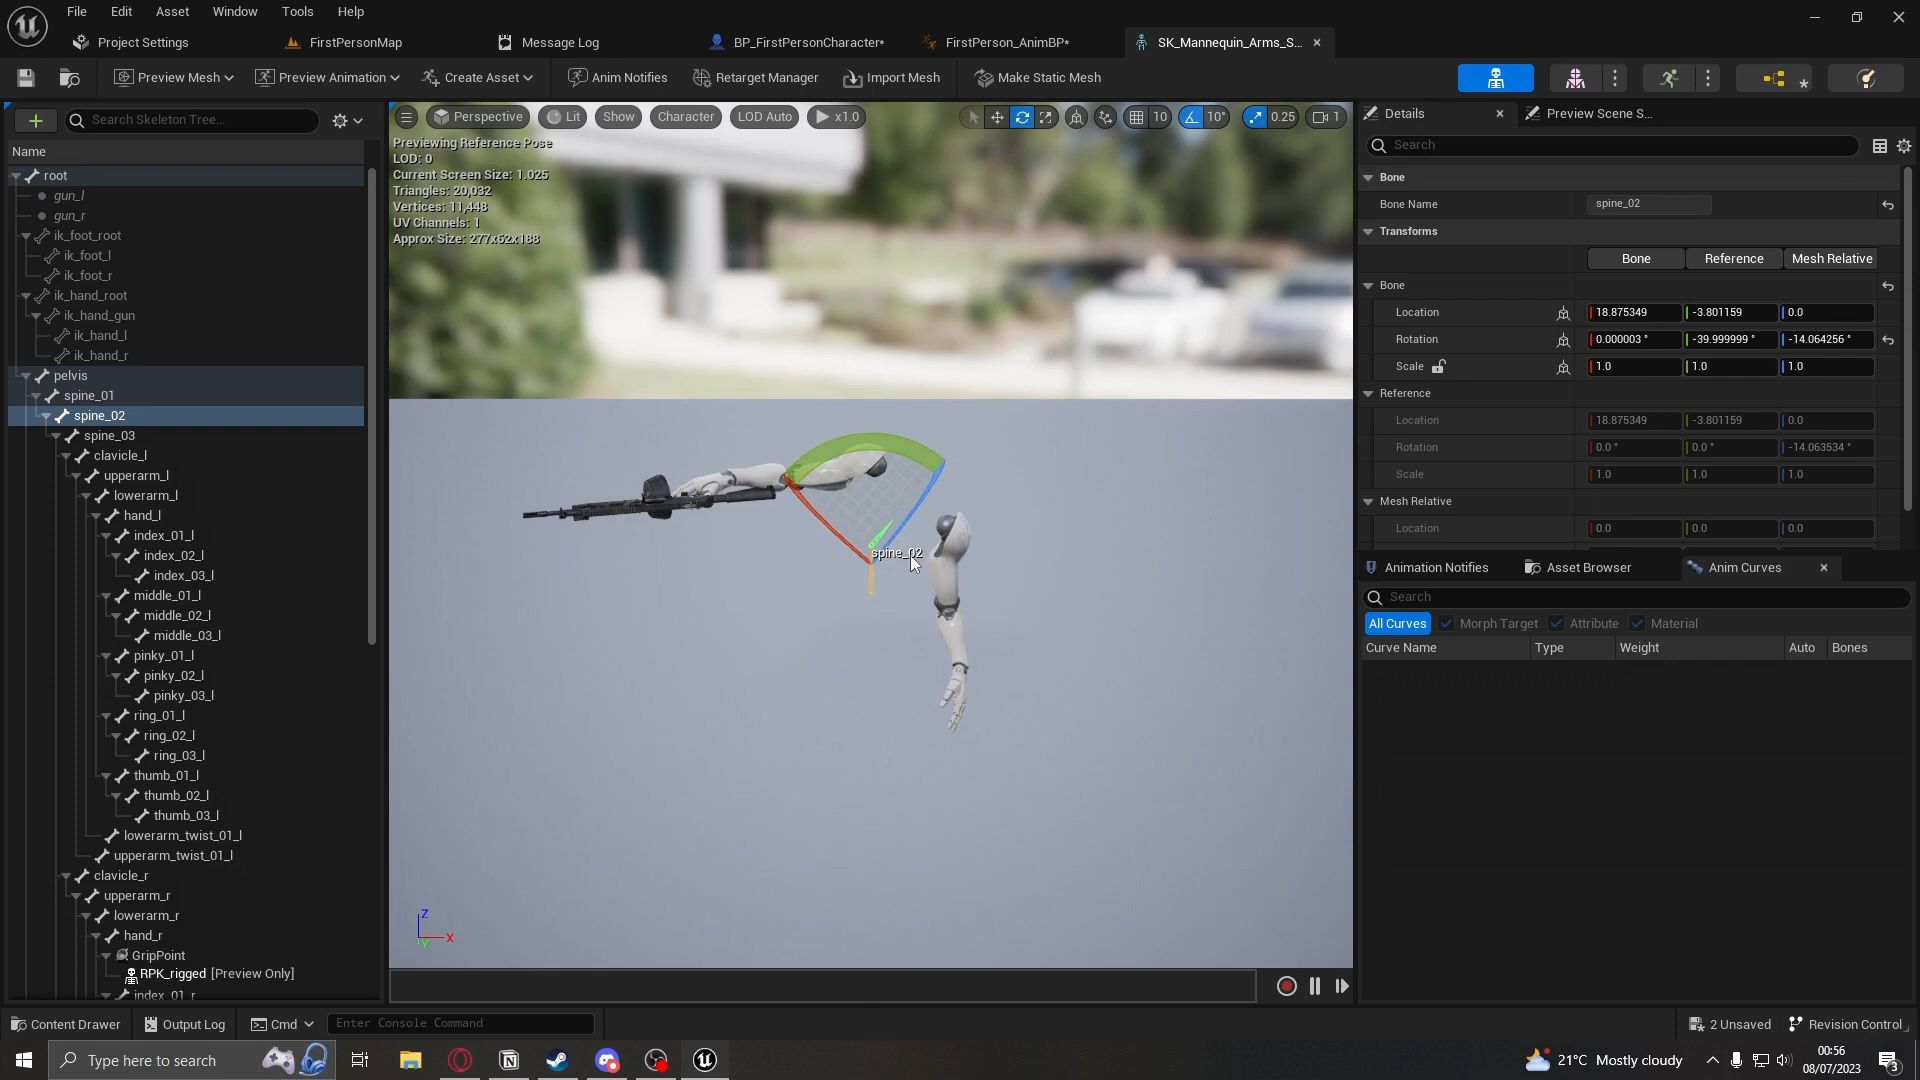 File Edit Asset Window Tools Help
Project Settings FirstPersonMap Message Log BP_FirstPersonCharacter* FirstPerson_AnimBP* SK_Mannequin_Arms_S...
Preview Mesh Preview Animation Create Asset Anim Notifies Retarget Manager Import Mesh Make Static Mesh
Search Skeleton Tree...
Name
root
gun_l
gun_r
ik_foot_root
ik_foot_l
ik_foot_r
ik_hand_root
ik_hand_gun
ik_hand_l
ik_hand_r
pelvis
spine_01
spine_02
spine_03
clavicle_l
upperarm_l
lowerarm_l
hand_l
index_01_l
index_02_l
index_03_l
middle_01_l
middle_02_l
middle_03_l
pinky_01_l
pinky_02_l
pinky_03_l
ring_01_l
ring_02_l
ring_03_l
thumb_01_l
thumb_02_l
thumb_03_l
lowerarm_twist_01_l
upperarm_twist_01_l
clavicle_r
upperarm_r
lowerarm_r
hand_r
GripPoint
RPK_rigged [Preview Only]
index_01_r
Perspective Lit Show Character LOD Auto x1.0 10 10° 0.25 1
Previewing Reference Pose
LOD: 0
Current Screen Size: 1.025
Triangles: 20,032
Vertices: 11,448
UV Channels: 1
Approx Size: 277x62x188
spine_02
Z
X
Y
Details Preview Scene S...
Search
Bone
Bone Name spine_02
Transforms
Bone Reference Mesh Relative
Bone
Location 18.875349 -3.801159 0.0
Rotation 0.000003 ° -39.999999 ° -14.064256 °
Scale 1.0 1.0 1.0
Reference
Location 18.875349 -3.801159 0.0
Rotation 0.0 ° 0.0 ° -14.063534 °
Scale 1.0 1.0 1.0
Mesh Relative
Location 0.0 0.0 0.0
Animation Notifies Asset Browser Anim Curves
Search
All Curves Morph Target Attribute Material
Curve Name Type Weight Auto Bones
Content Drawer Output Log Cmd Enter Console Command 2 Unsaved Revision Control
Type here to search 21°C Mostly cloudy 00:56
08/07/2023 3